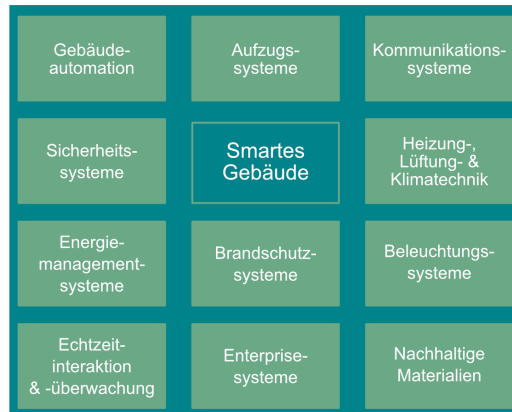 Gebäude-
automation
Aufzugs-
systeme
Kommunikations-
systeme
Sicherheits-
systeme
Smartes
Gebäude
Heizung-,
Lüftung- &
Klimatechnik
Energie-
management-
systeme
Brandschutz-
systeme
Beleuchtungs-
systeme
Echtzeit-
interaktion
& -überwachung
Enterprise-
systeme
Nachhaltige
Materialien